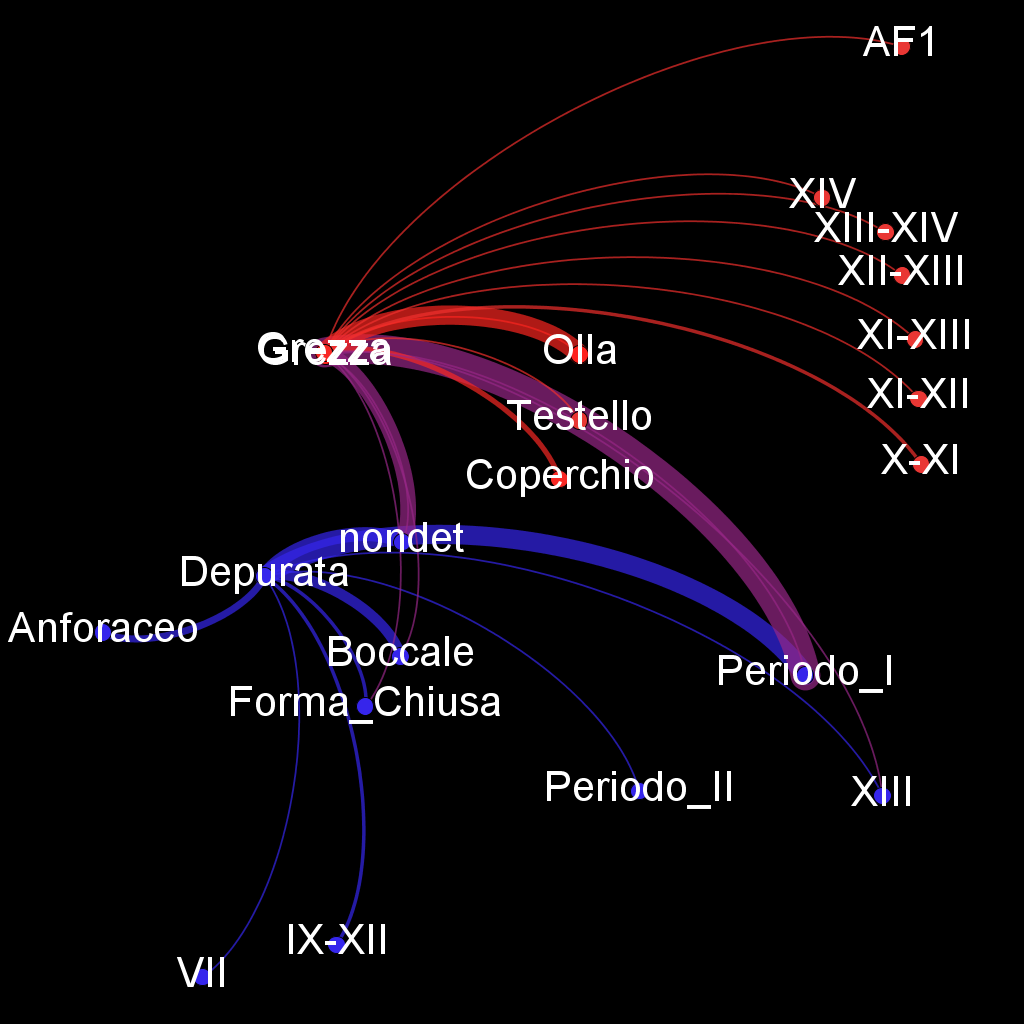 AF1
XIV
XIII-XIV
XII-XIII
XI-XIII
Grezza
Olla
XI-XII
Testello
X-XI
Coperchio
nondet
Depurata
Anforaceo
Boccale
Periodo_I
Forma_Chiusa
Periodo_II
XIII
IX-XII
VII